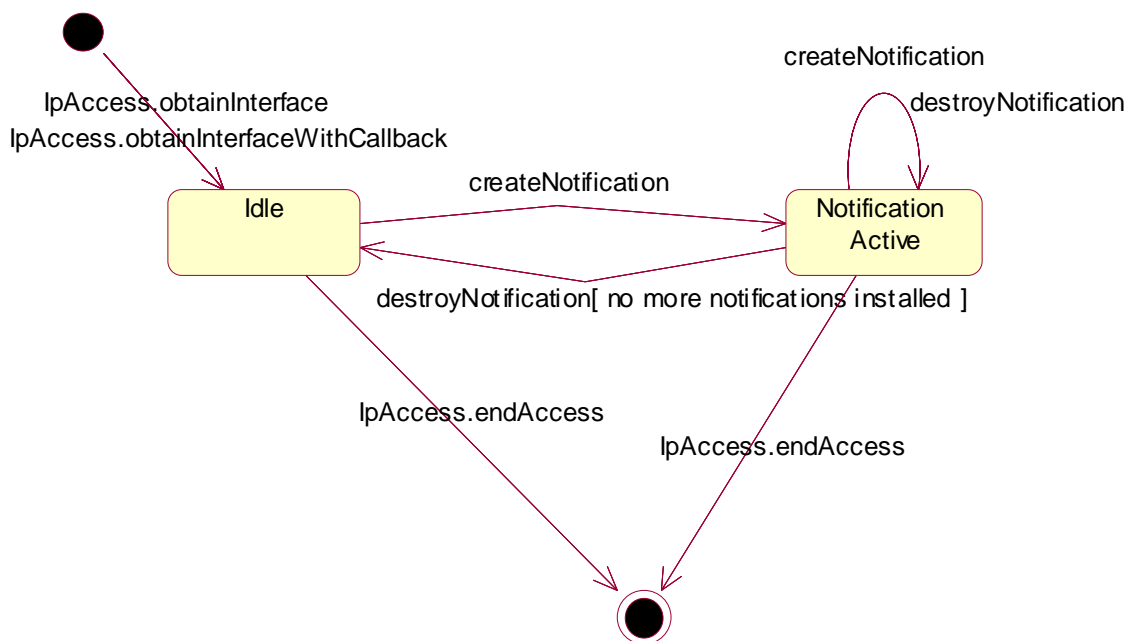 createNotification
destroyNotification
IpAccess.obtainInterface
IpAccess.obtainInterfaceWithCallback
createNotification
Idle
Notification
Active
destroyNotification[ no more notifications installed ]
IpAccess.endAccess
IpAccess.endAccess